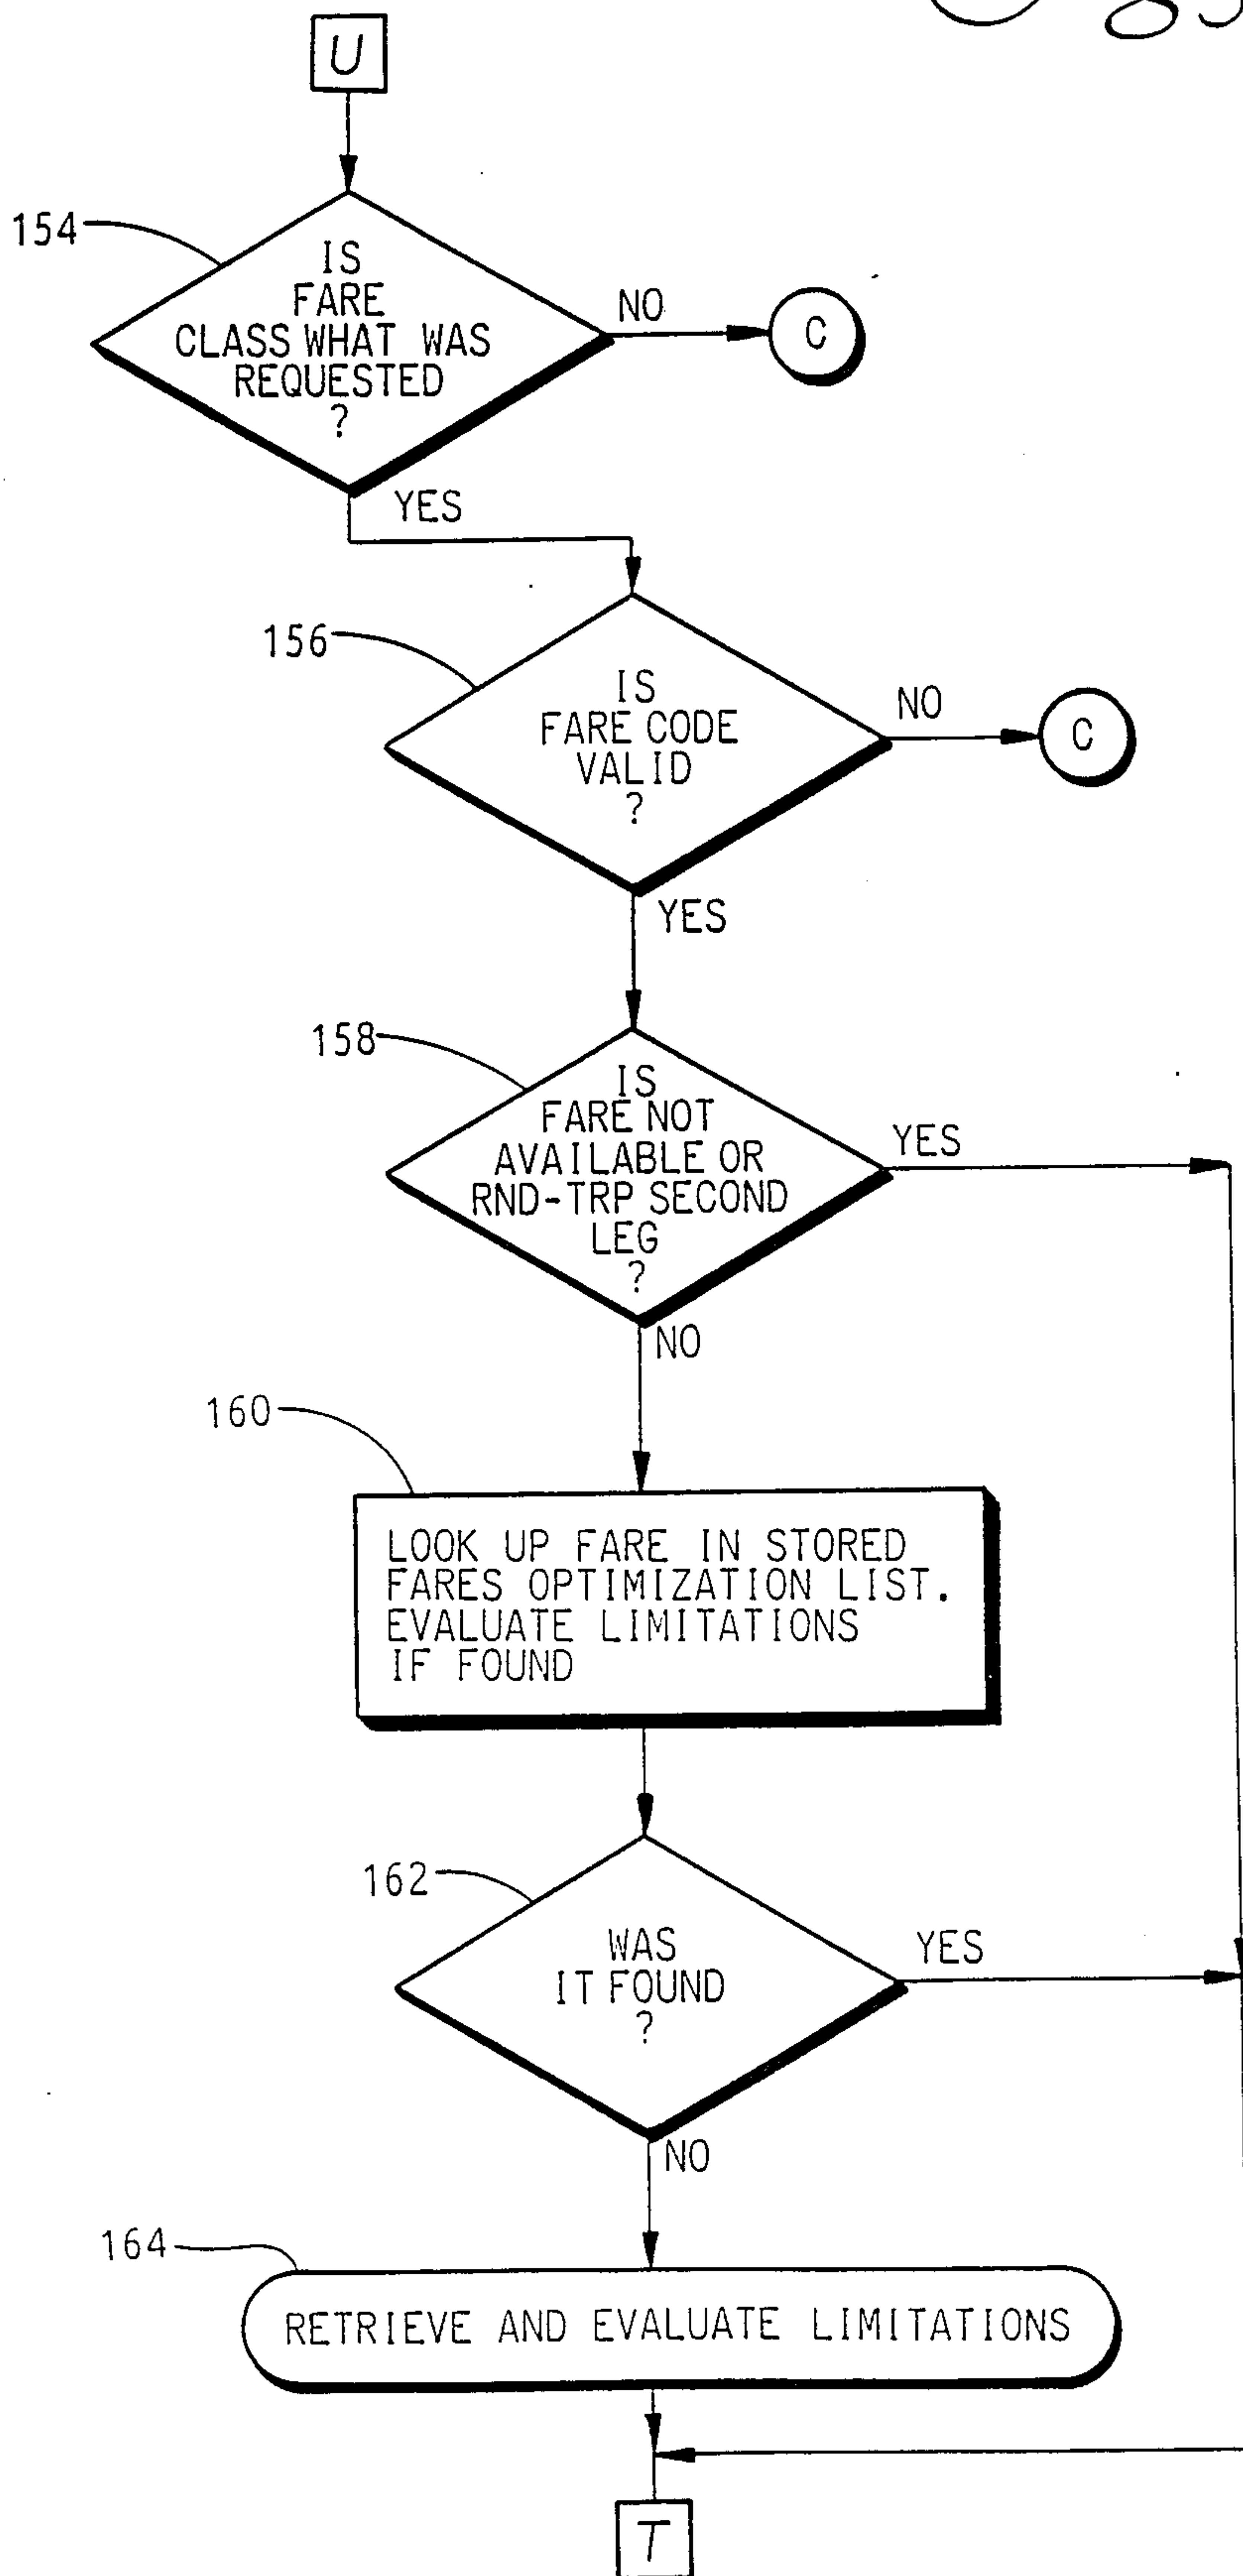 U
154
IS
FARE
CLASS WHAT WAS
REQUESTED
?
NO
C
YES
156
IS
FARE CODE
VALID
?
NO
C
YES
158
IS
FARE NOT
AVAILABLE OR
RND-TRP SECOND
LEG
?
YES
NO
160
LOOK UP FARE IN STORED
FARES OPTIMIZATION LIST.
EVALUATE LIMITATIONS
IF FOUND
162
WAS
IT FOUND
?
YES
NO
164
RETRIEVE AND EVALUATE LIMITATIONS
T